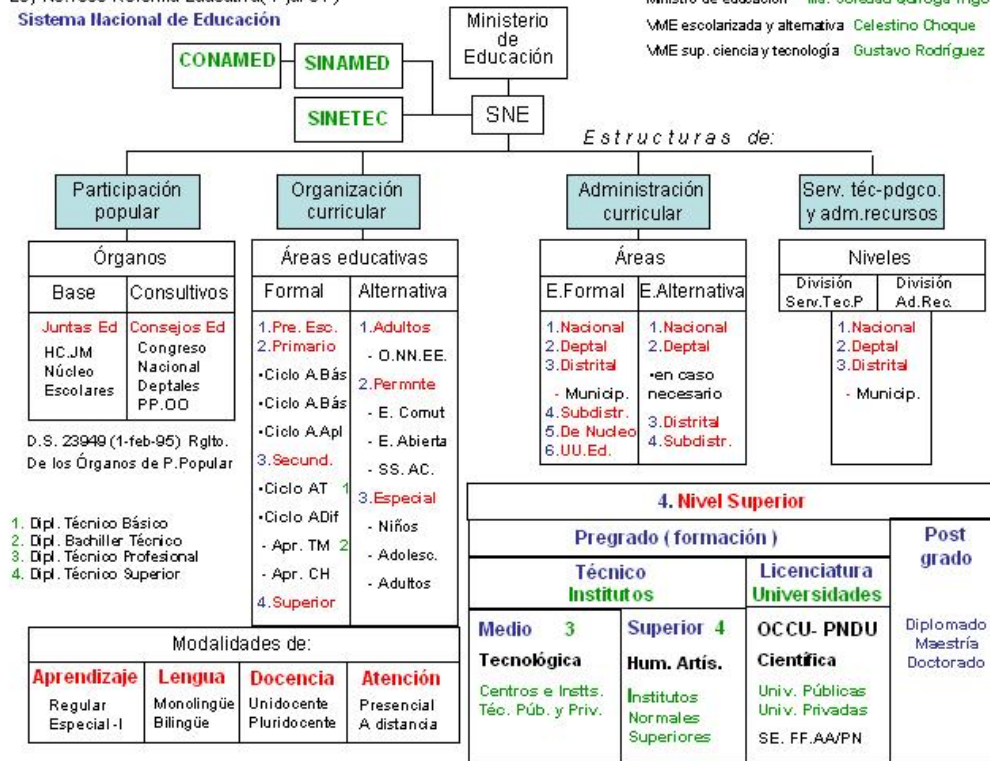 Sistema Nacional de Educación
Ministro de educación Ma. Soledad Quiroga Trigo
VME escolarizada y alternativa Celestino Choque
VME sup. ciencia y tecnología Gustavo Rodríguez
Ministerio
de
Educación
CONAMED
SINAMED
SINETEC
SNE
Estructuras de:
Participación
popular
Organización
curricular
Administración
curricular
Serv. téc-pdgco.
y adm.recursos
Órganos
Base
Consultivos
Juntas Ed
HC.JM
Núcleo
Escolares
Consejos Ed
Congreso
Nacional
Deptales
PP.OO
D.S. 23949 (1-feb-95) Rglto.
De los Órganos de P.Popular
1. Dipl. Técnico Básico
2. Dipl. Bachiller Técnico
3. Dipl. Técnico Profesional
4. Dipl. Técnico Superior
Áreas educativas
Formal
Alternativa
1.Pre. Esc.
2.Primario
•Ciclo A.Bás
•Ciclo A.Bás
•Ciclo A.Apl
3.Secund.
•Ciclo AT 1
•Ciclo ADif
- Apr. TM 2
- Apr. CH
4.Superior
1.Adultos
- O.NN.EE.
2.Permnte
- E. Comut
- E. Abierta
- SS. AC.
3.Especial
- Niños
- Adolesc.
- Adultos
Áreas
E.Formal
E.Alternativa
1.Nacional
2.Deptal
3.Distrital
- Municip.
4.Subdistr.
5.De Nucleo
6.UU.Ed.
1.Nacional
2.Deptal
•en caso
necesario
3.Distrital
4.Subdistr.
Niveles
División
Serv.Tec.P
División
Ad.Rec.
1.Nacional
2.Deptal
3.Distrital
- Municip.
Modalidades de:
Aprendizaje
Regular
Especial-I
Lengua
Monolingüe
Bilingüe
Docencia
Unidocente
Pluridocente
Atención
Presencial
A distancia
4. Nivel Superior
Pregrado ( formación )
Post
grado
Técnico
Institutos
Licenciatura
Universidades
Medio 3
Tecnológica
Centros e Instts.
Téc. Púb. y Priv.
Superior 4
Hum. Artís.
Institutos
Normales
Superiores
OCCU- PNDU
Científica
Univ. Públicas
Univ. Privadas
SE. FF.AA/PN
Diplomado
Maestría
Doctorado